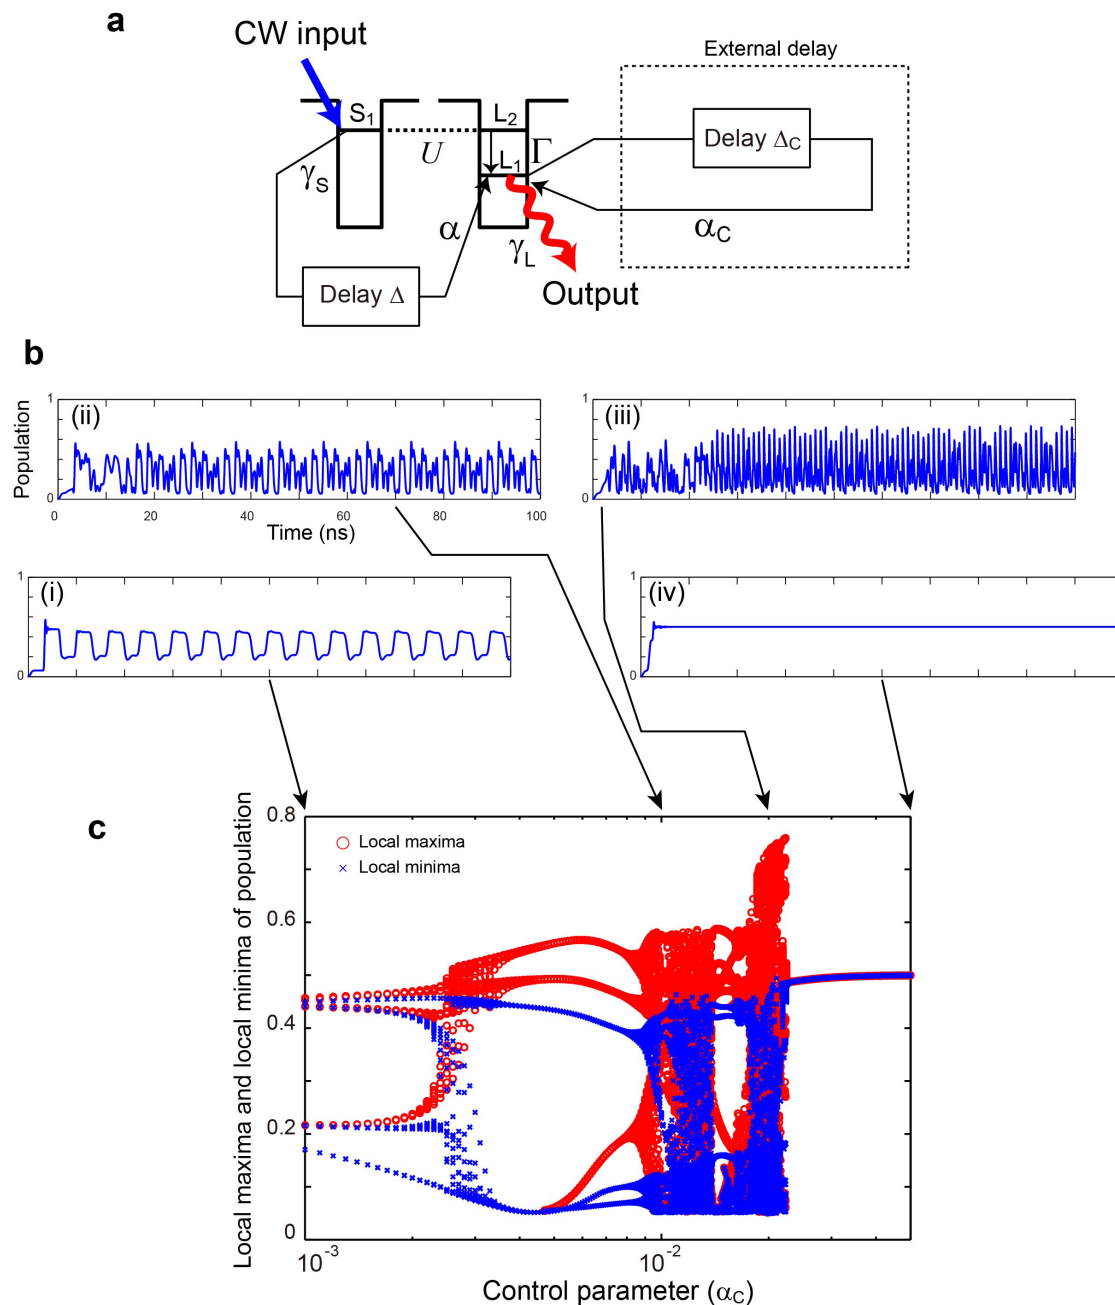 a
CW input
External delay
S1
L2
U
L1
Γ
Delay ΔC
γS
α
γL
αC
Delay Δ
Output
b
Population
1
0
(ii)
0
20
40
60
80
100
Time (ns)
1
0
(iii)
1
0
(i)
1
0
(iv)
c
Local maxima and local minima of population
0.8
0.6
0.4
0.2
0
Local maxima
Local minima
10-3
10-2
Control parameter (αC)